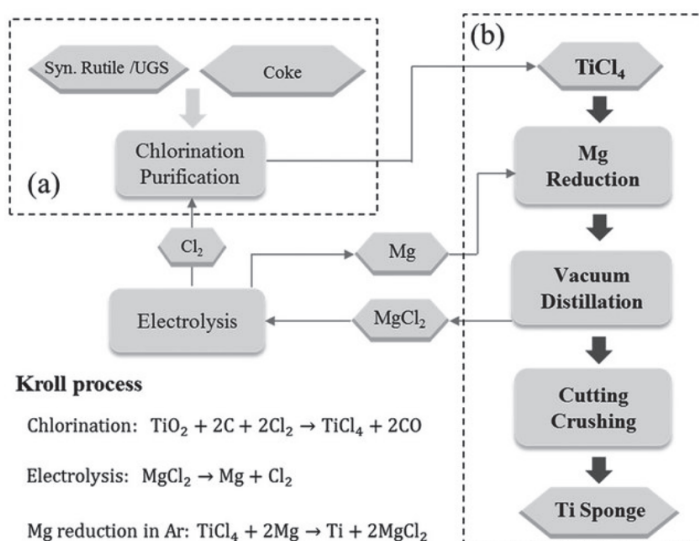 (b)
Syn. Rutile /UGS
Coke
TiCl₄
Chlorination
Purification
(a)
Mg
Reduction
Cl₂
Mg
Vacuum
Distillation
Electrolysis
MgCl₂
Kroll process
Cutting
Crushing
Chlorination: TiO₂ + 2C + 2Cl₂ → TiCl₄ + 2CO
Electrolysis: MgCl₂ → Mg + Cl₂
Ti Sponge
Mg reduction in Ar: TiCl₄ + 2Mg → Ti + 2MgCl₂